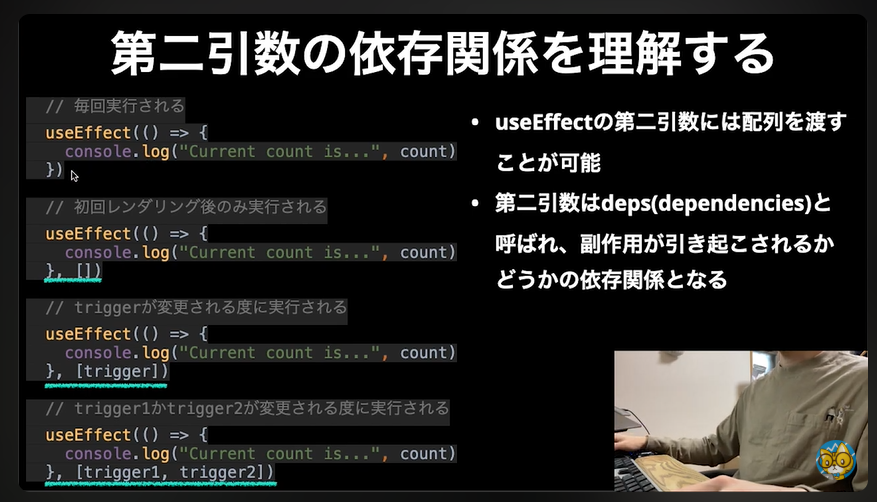 第二引数の依存関係を理解する
// 毎回実行される
useEffect(() => {
console.log("Current count is...", count)
})
// 初回レンダリング後のみ実行される
useEffect(() => {
console.log("Current count is...", count)
}, [])
// triggerが変更される度に実行される
useEffect(() => {
console.log("Current count is...", count)
}, [trigger])
// trigger1かtrigger2が変更される度に実行される
useEffect(() => {
console.log("Current count is...", count)
}, [trigger1, trigger2])
• useEffectの第二引数には配列を渡す
ことが可能
• 第二引数はdeps(dependencies)と
呼ばれ、副作用が引き起こされるか
どうかの依存関係となる